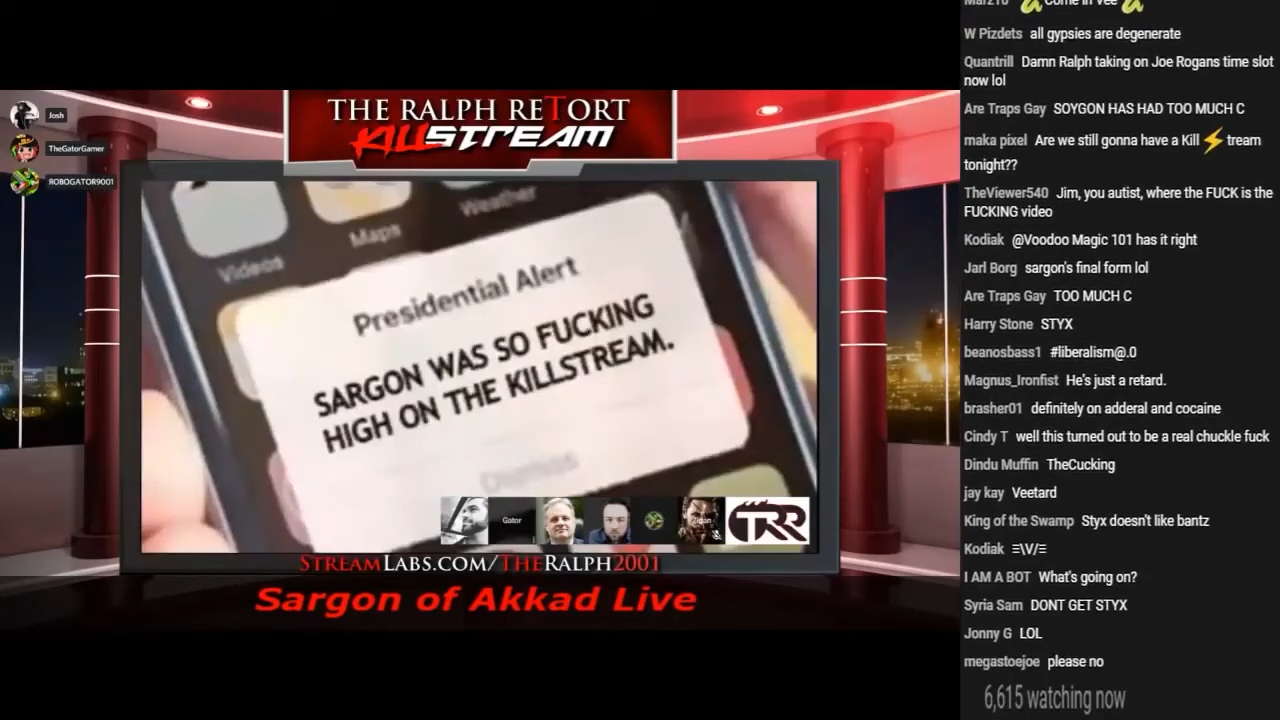 Josh
TheGatorGamer
ROBOGATOR9001
THE RALPH RETORT
KILLSTREAM
Videos
Maps
Weather
Presidential Alert
SARGON WAS SO FUCKING
HIGH ON THE KILLSTREAM.
Dismiss
Gator
TRR
STREAMLABS.COM/THERALPH2001
Sargon of Akkad Live
Come in Vee
W Pizdets all gypsies are degenerate
Quantrill Damn Ralph taking on Joe Rogans time slot
now lol
Are Traps Gay SOYGON HAS HAD TOO MUCH C
maka pixel Are we still gonna have a Kill⚡tream
tonight??
TheViewer540 Jim, you autist, where the FUCK is the
FUCKING video
Kodiak @Voodoo Magic 101 has it right
Jarl Borg sargon's final form lol
Are Traps Gay TOO MUCH C
Harry Stone STYX
beanosbass1 #liberalism@.0
Magnus_Ironfist He's just a retard.
brasher01 definitely on adderal and cocaine
Cindy T well this turned out to be a real chuckle fuck
Dindu Muffin TheCucking
jay kay Veetard
King of the Swamp Styx doesn't like bantz
Kodiak Ξ\V/Ξ
I AM A BOT What's going on?
Syria Sam DONT GET STYX
Jonny G LOL
megastoejoe please no
6,615 watching now